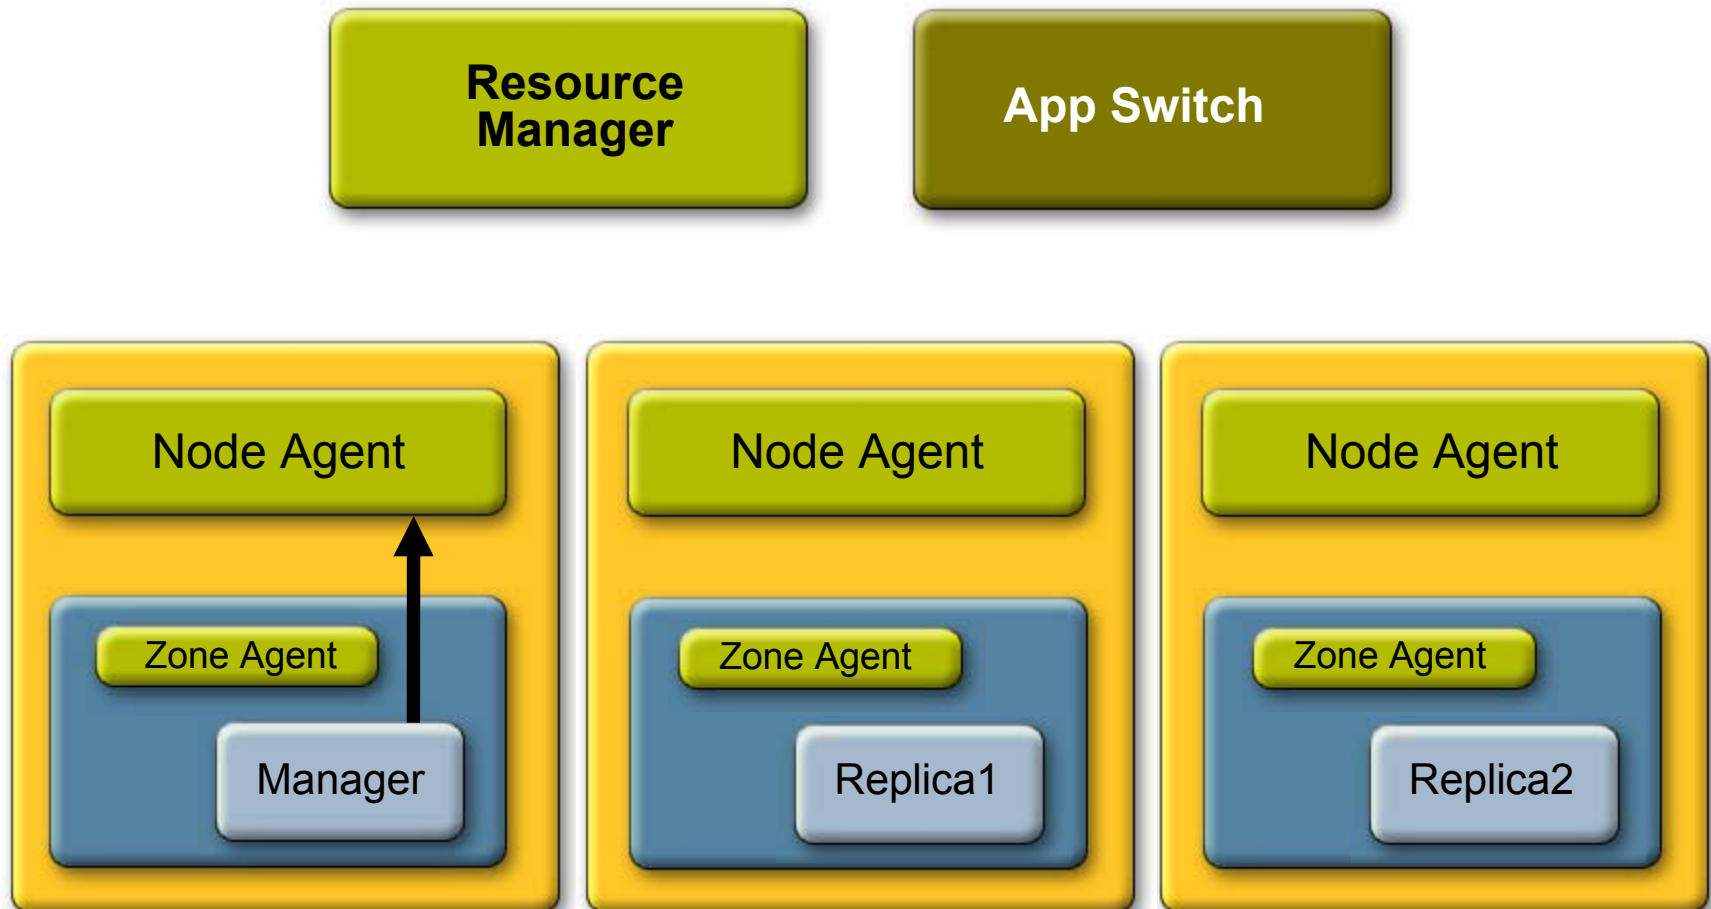 Resource
Manager
App Switch
Node Agent
Node Agent
Node Agent
Zone Agent
Zone Agent
Zone Agent
Manager
Replica1
Replica2